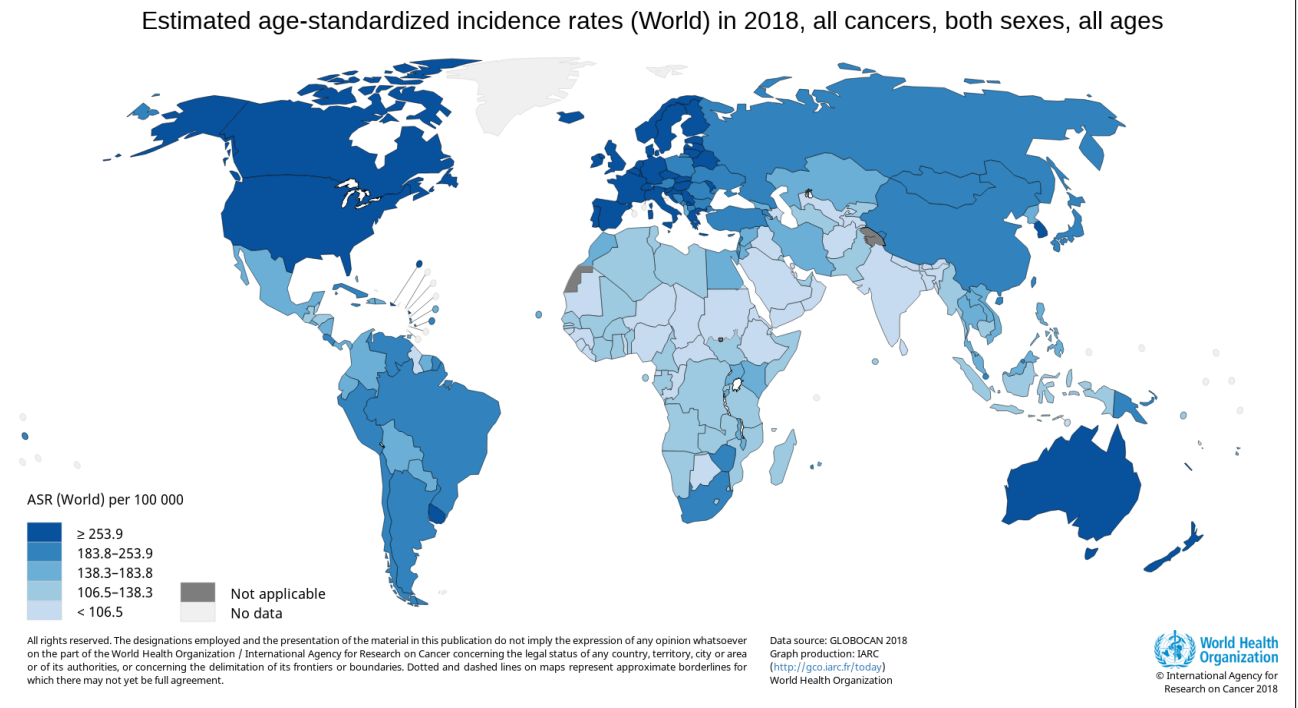 Estimated age-standardized incidence rates (World) in 2018, all cancers, both sexes, all ages
ASR (World) per 100 000
≥ 253.9
183.8–253.9
138.3–183.8
106.5–138.3
< 106.5
Not applicable
No data
All rights reserved. The designations employed and the presentation of the material in this publication do not imply the expression of any opinion whatsoever
on the part of the World Health Organization / International Agency for Research on Cancer concerning the legal status of any country, territory, city or area
or of its authorities, or concerning the delimitation of its frontiers or boundaries. Dotted and dashed lines on maps represent approximate borderlines for
which there may not yet be full agreement.
Data source: GLOBOCAN 2018
Graph production: IARC
(http://gco.iarc.fr/today)
World Health Organization
World Health
Organization
© International Agency for
Research on Cancer 2018